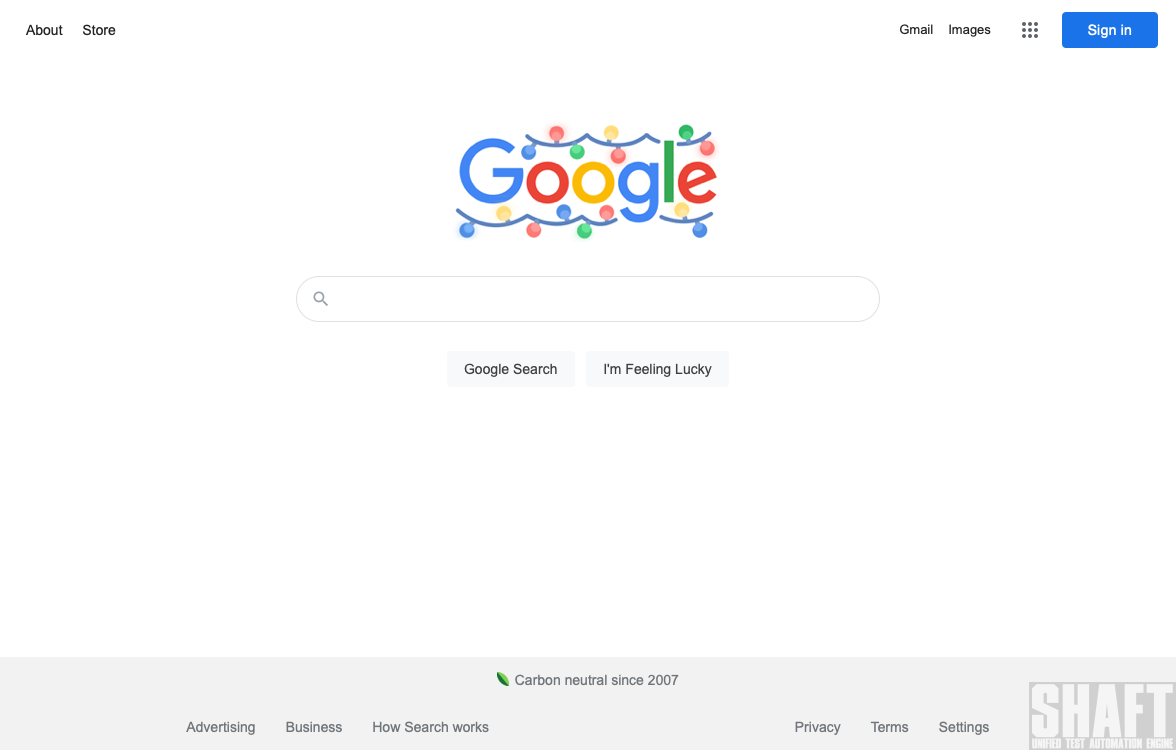 About Store
Gmail Images Sign in
Google
Google Search I'm Feeling Lucky
Carbon neutral since 2007
Advertising Business How Search works Privacy Terms Settings
SHAFT
UNIFIED TEST AUTOMATION ENGINE